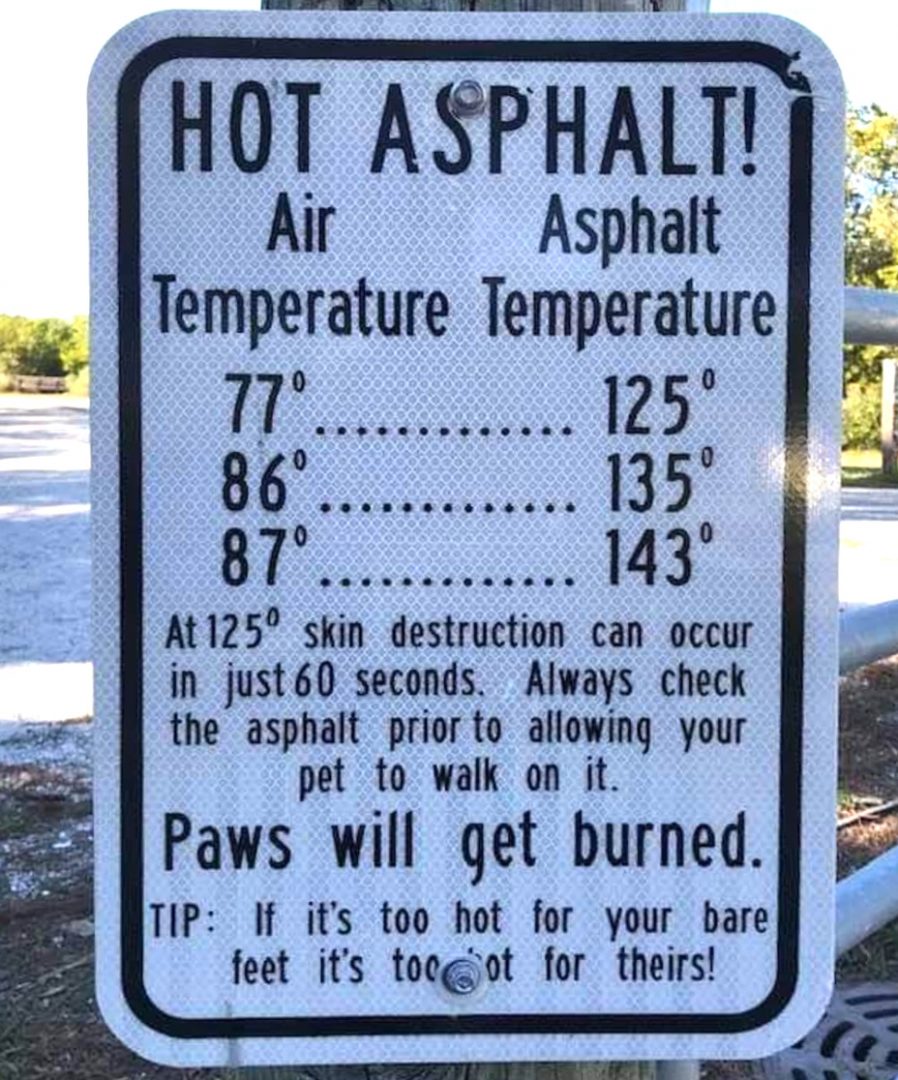 HOT ASPHALT!
Air Asphalt
Temperature Temperature
77° ............. 125°
86° ............. 135°
87° ............. 143°
At 125° skin destruction can occur
in just 60 seconds. Always check
the asphalt prior to allowing your
pet to walk on it.
Paws will get burned.
TIP: If it's too hot for your bare
feet it's too hot for theirs!